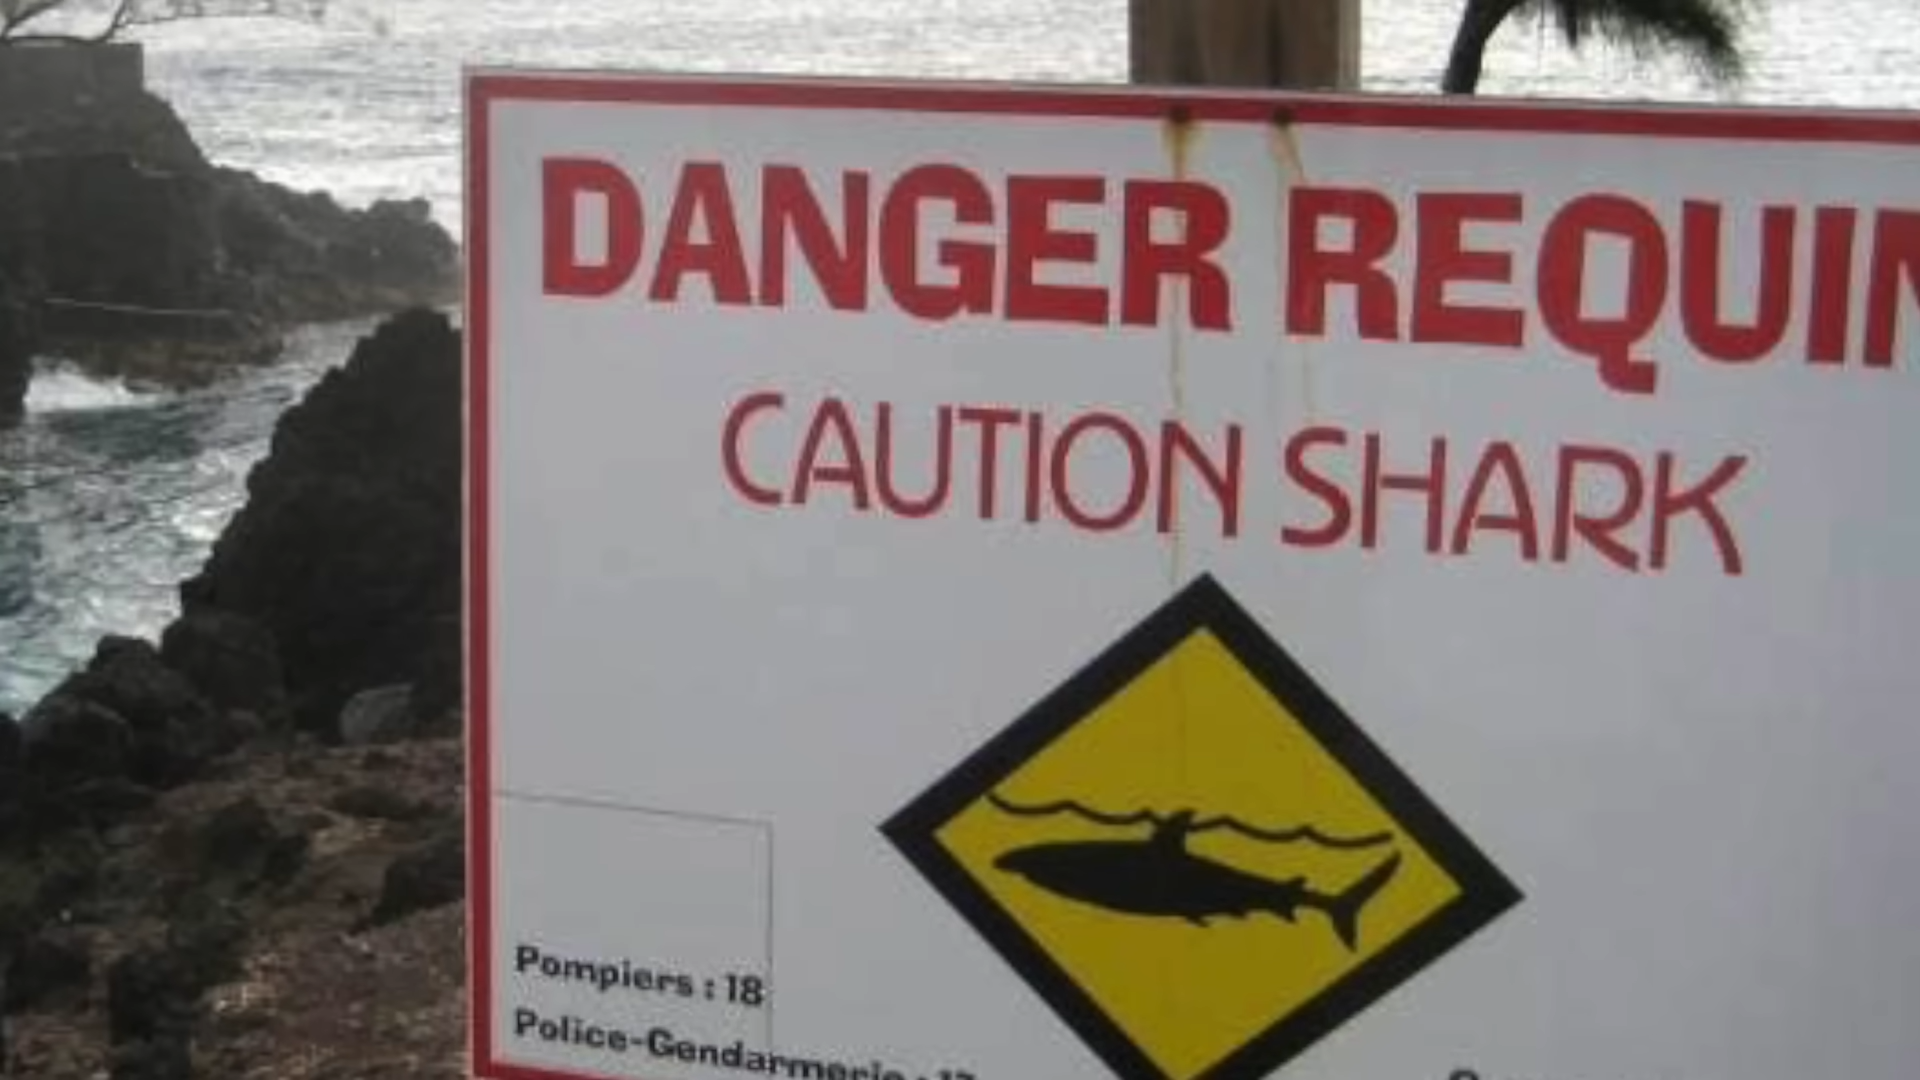 DANGER REQUIN
CAUTION SHARK
Pompiers : 18
Police-Gendarmerie : 17